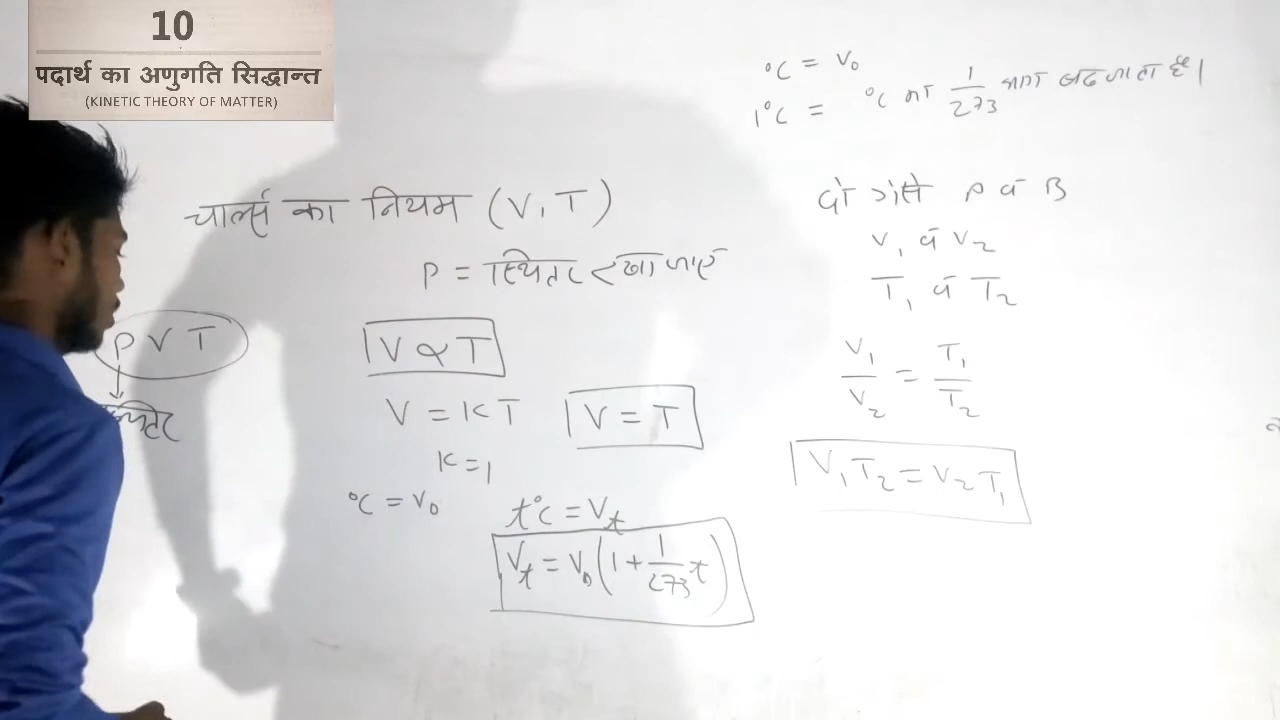 10
पदार्थ का अणुगति सिद्धान्त
(KINETIC THEORY OF MATTER)
चार्ल्स का नियम (V, T)
P = स्थितर रखा जाए
P V T
V ∝ T
V = KT
V = T
K = 1
°C = V₀
t°C = Vₜ
Vₜ = V₀(1 + 1/273 t)
°C = V₀
1°C = °C का 1/273 भाग बढ जाता है।
दो गैसे P व B
V₁ व V₂
T₁ व T₂
V₁/V₂ = T₁/T₂
V₁T₂ = V₂T₁